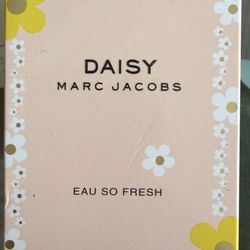 DAISY
MARC JACOBS
EAU SO FRESH